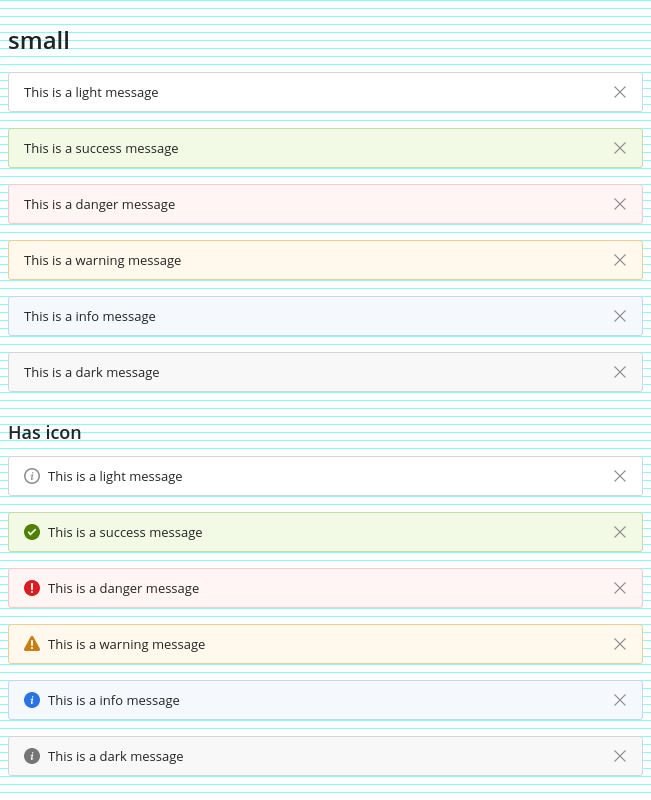 small
This is a light message
This is a success message
This is a danger message
This is a warning message
This is a info message
This is a dark message
Has icon
This is a light message
This is a success message
This is a danger message
This is a warning message
This is a info message
This is a dark message